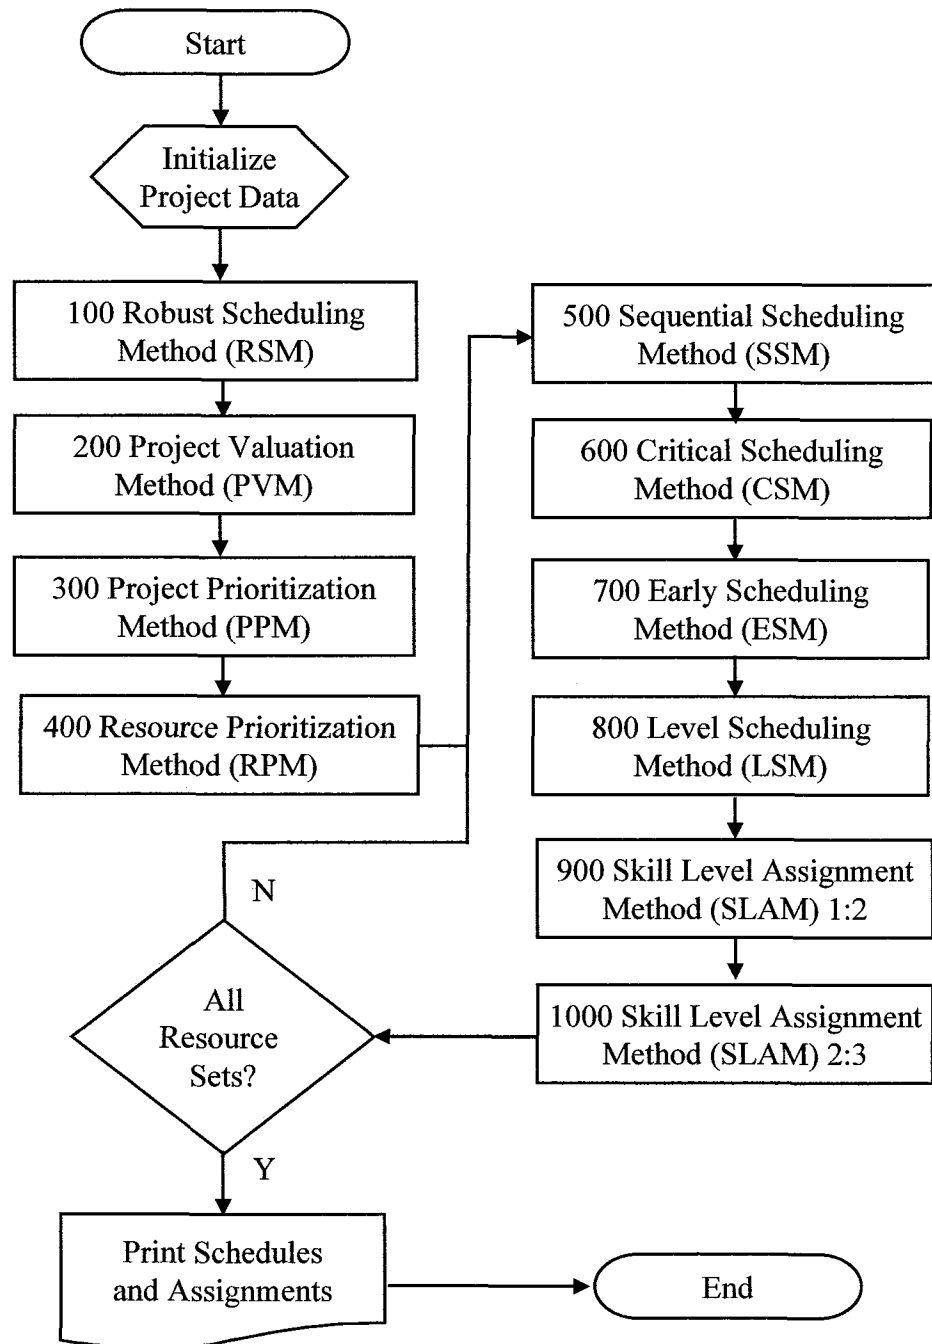 Start
Initialize
Project Data
100 Robust Scheduling
Method (RSM)
200 Project Valuation
Method (PVM)
300 Project Prioritization
Method (PPM)
400 Resource Prioritization
Method (RPM)
500 Sequential Scheduling
Method (SSM)
600 Critical Scheduling
Method (CSM)
700 Early Scheduling
Method (ESM)
800 Level Scheduling
Method (LSM)
900 Skill Level Assignment
Method (SLAM) 1:2
1000 Skill Level Assignment
Method (SLAM) 2:3
N
All
Resource
Sets?
Y
Print Schedules
and Assignments
End